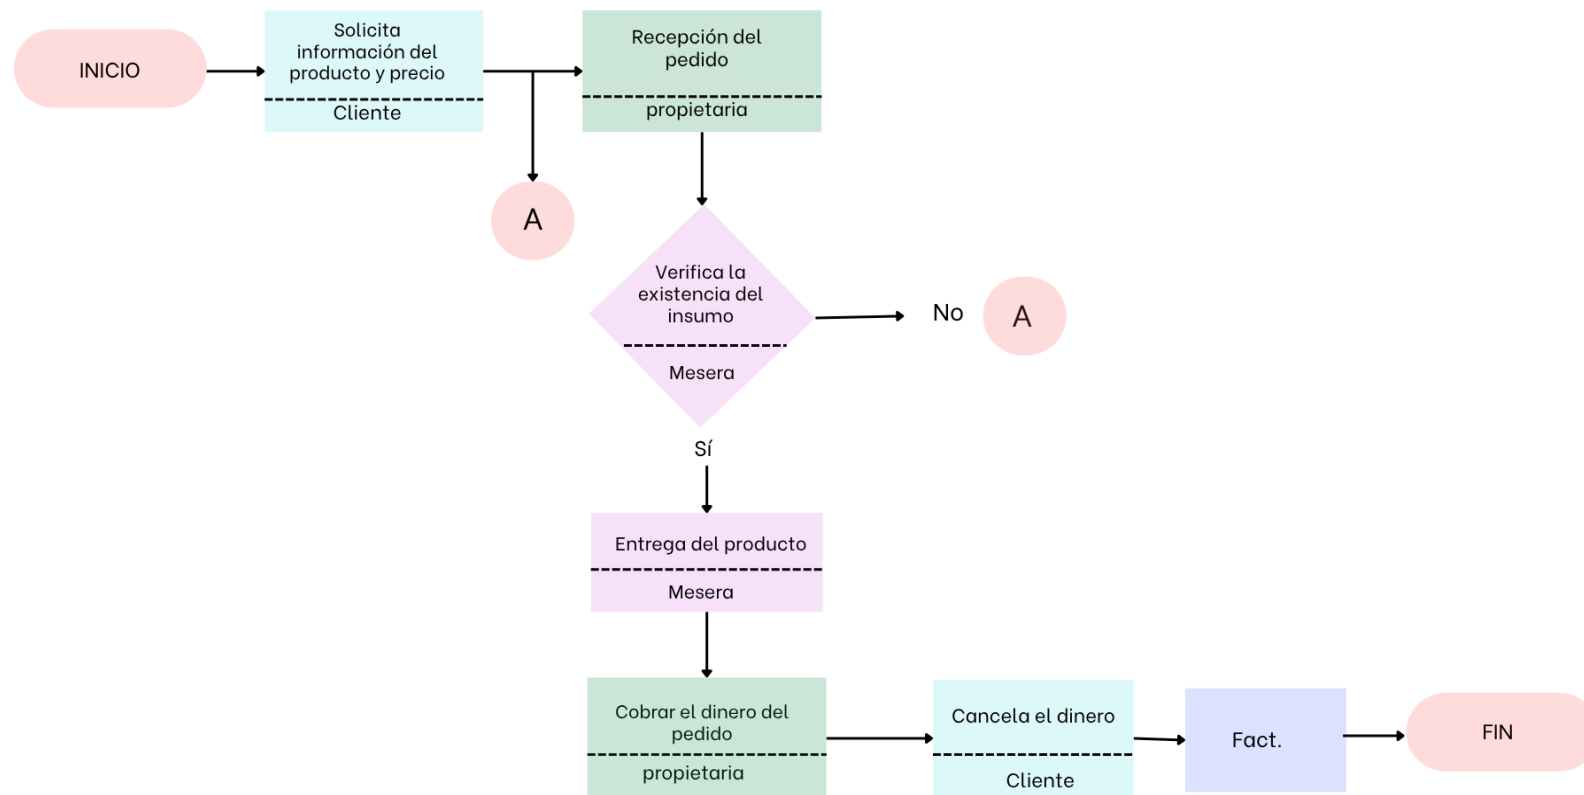 INICIO
Solicita
información del
producto y precio
Cliente
Recepción del
pedido
propietaria
A
Verifica la
existencia del
insumo
Mesera
No
A
Sí
Entrega del producto
Mesera
Cobrar el dinero del
pedido
propietaria
Cancela el dinero
Cliente
Fact.
FIN